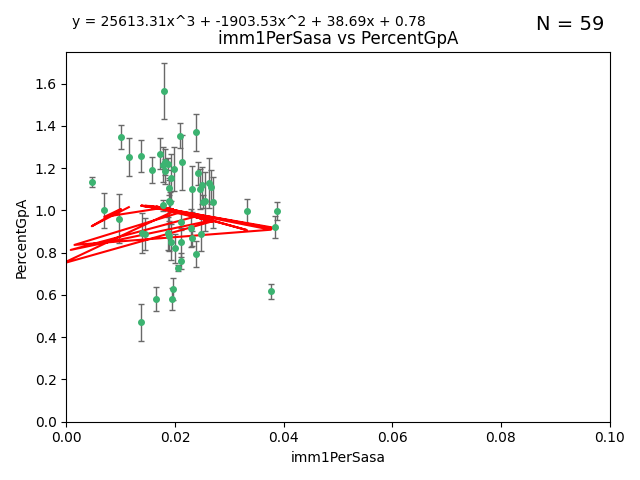 y = 25613.31x^3 + -1903.53x^2 + 38.69x + 0.78
N = 59
imm1PerSasa vs PercentGpA
1.6
1.4
1.2
1.0
0.8
0.6
0.4
0.2
0.0
PercentGpA
0.00 0.02 0.04 0.06 0.08 0.10
imm1PerSasa